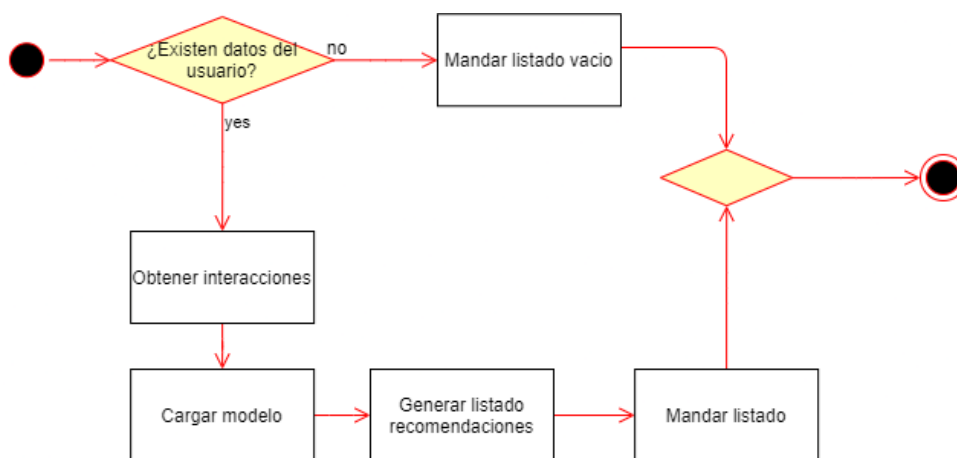 ¿Existen datos del
usuario?
no
Mandar listado vacio
yes
Obtener interacciones
Cargar modelo
Generar listado
recomendaciones
Mandar listado